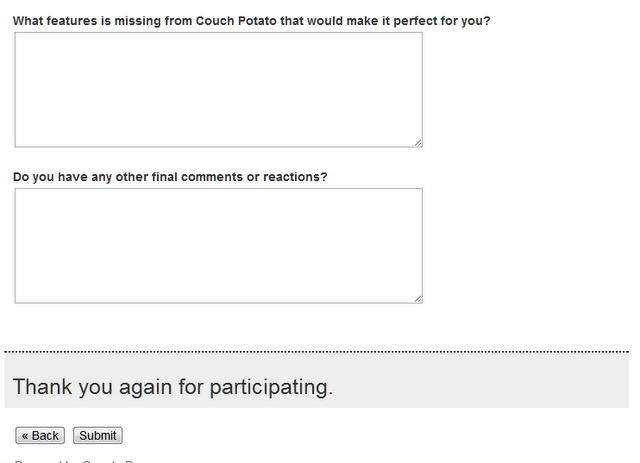 What features is missing from Couch Potato that would make it perfect for you?
Do you have any other final comments or reactions?
Thank you again for participating.
« Back Submit